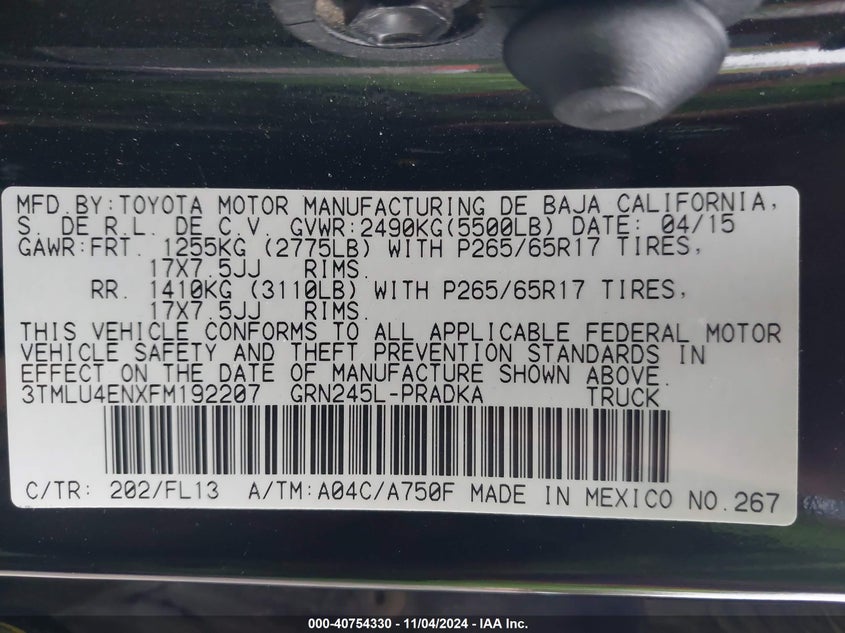 MFD.BY:TOYOTA MOTOR MANUFACTURING DE BAJA CALIFORNIA,
S. DE R.L. DE C.V. GVWR:2490KG(5500LB) DATE: 04/15
GAWR:FRT. 1255KG (2775LB) WITH P265/65R17 TIRES,
17X7.5JJ RIMS.
RR. 1410KG (3110LB) WITH P265/65R17 TIRES,
17X7.5JJ RIMS.
THIS VEHICLE CONFORMS TO ALL APPLICABLE FEDERAL MOTOR
VEHICLE SAFETY AND THEFT PREVENTION STANDARDS IN
EFFECT ON THE DATE OF MANUFACTURE SHOWN ABOVE.
3TMLU4ENXFM192207 GRN245L-PRADKA TRUCK
C/TR: 202/FL13 A/TM:A04C/A750F MADE IN MEXICO NO.267
000-40754330 - 11/04/2024 - IAA Inc.